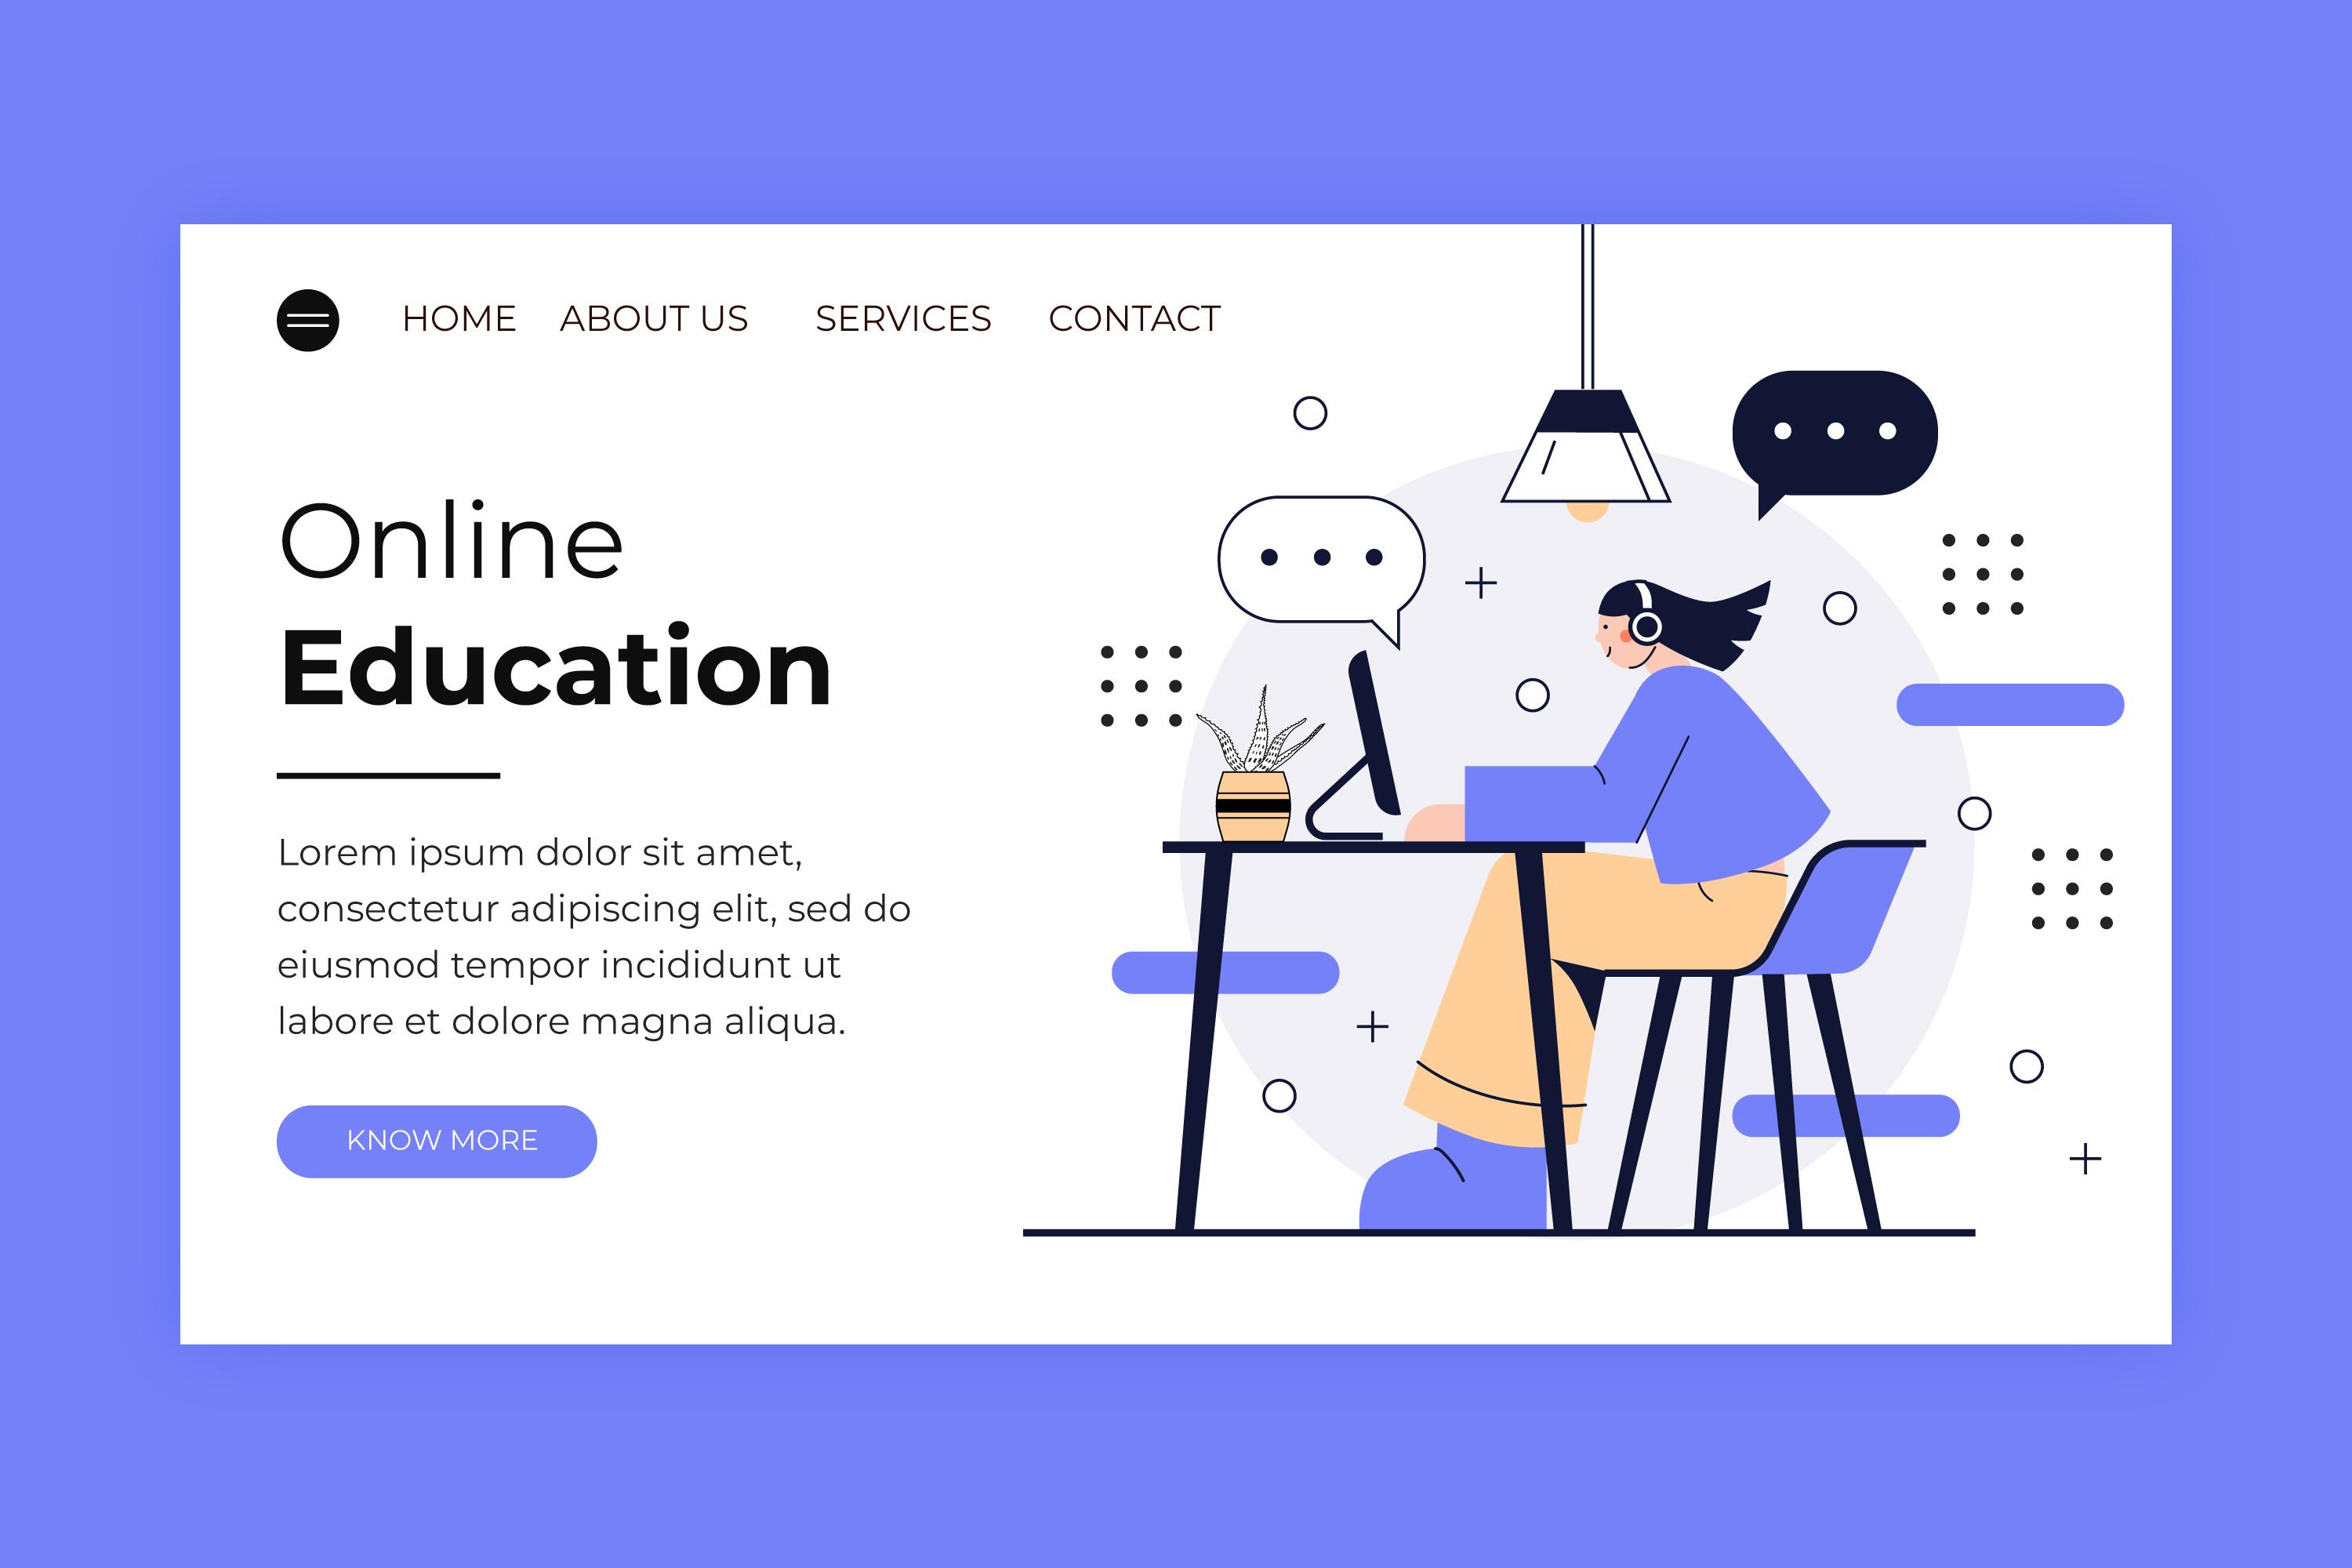 HOME ABOUT US SERVICES CONTACT
Online
Education
Lorem ipsum dolor sit amet,
consectetur adipiscing elit, sed do
eiusmod tempor incididunt ut
labore et dolore magna aliqua.
KNOW MORE